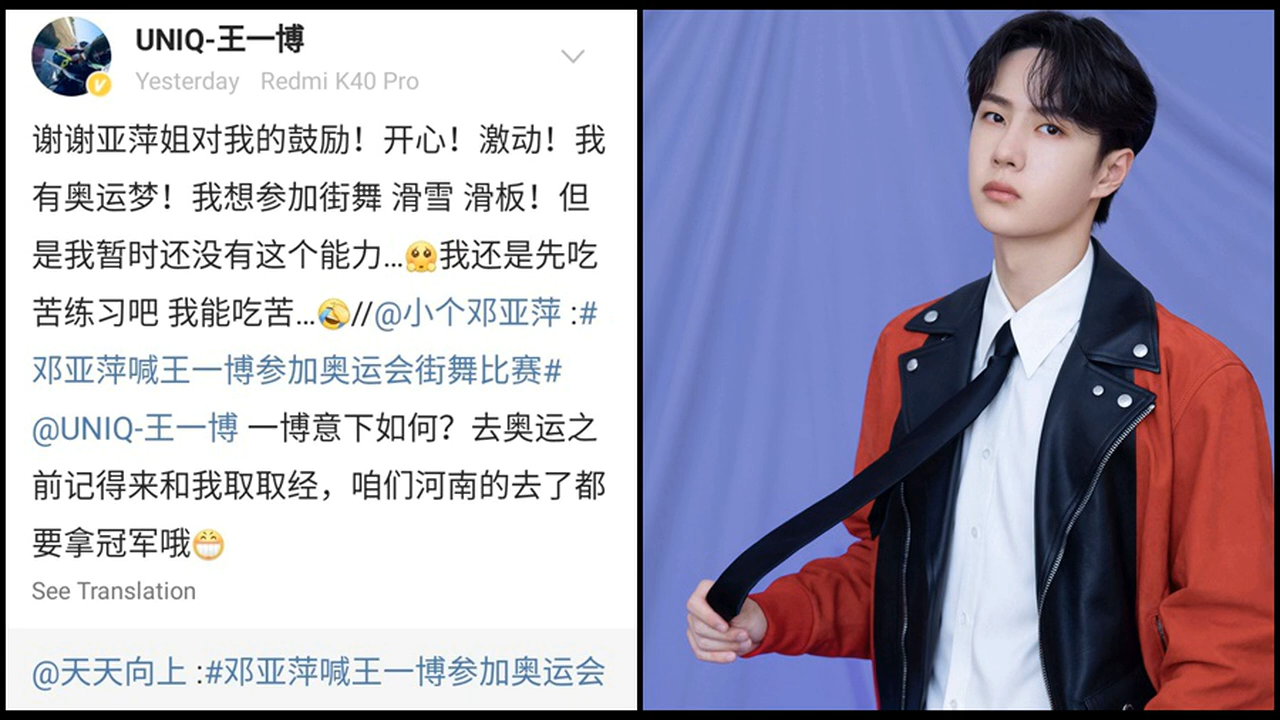 UNIQ-王一博
Yesterday Redmi K40 Pro
谢谢亚萍姐对我的鼓励！开心！激动！我
有奥运梦！我想参加街舞 滑雪 滑板！但
是我暂时还没有这个能力...🥺我还是先吃
苦练习吧 我能吃苦...🤣//@小个邓亚萍 :#
邓亚萍喊王一博参加奥运会街舞比赛#
@UNIQ-王一博 一博意下如何？去奥运之
前记得来和我取取经，咱们河南的去了都
要拿冠军哦😁
See Translation
@天天向上 :#邓亚萍喊王一博参加奥运会